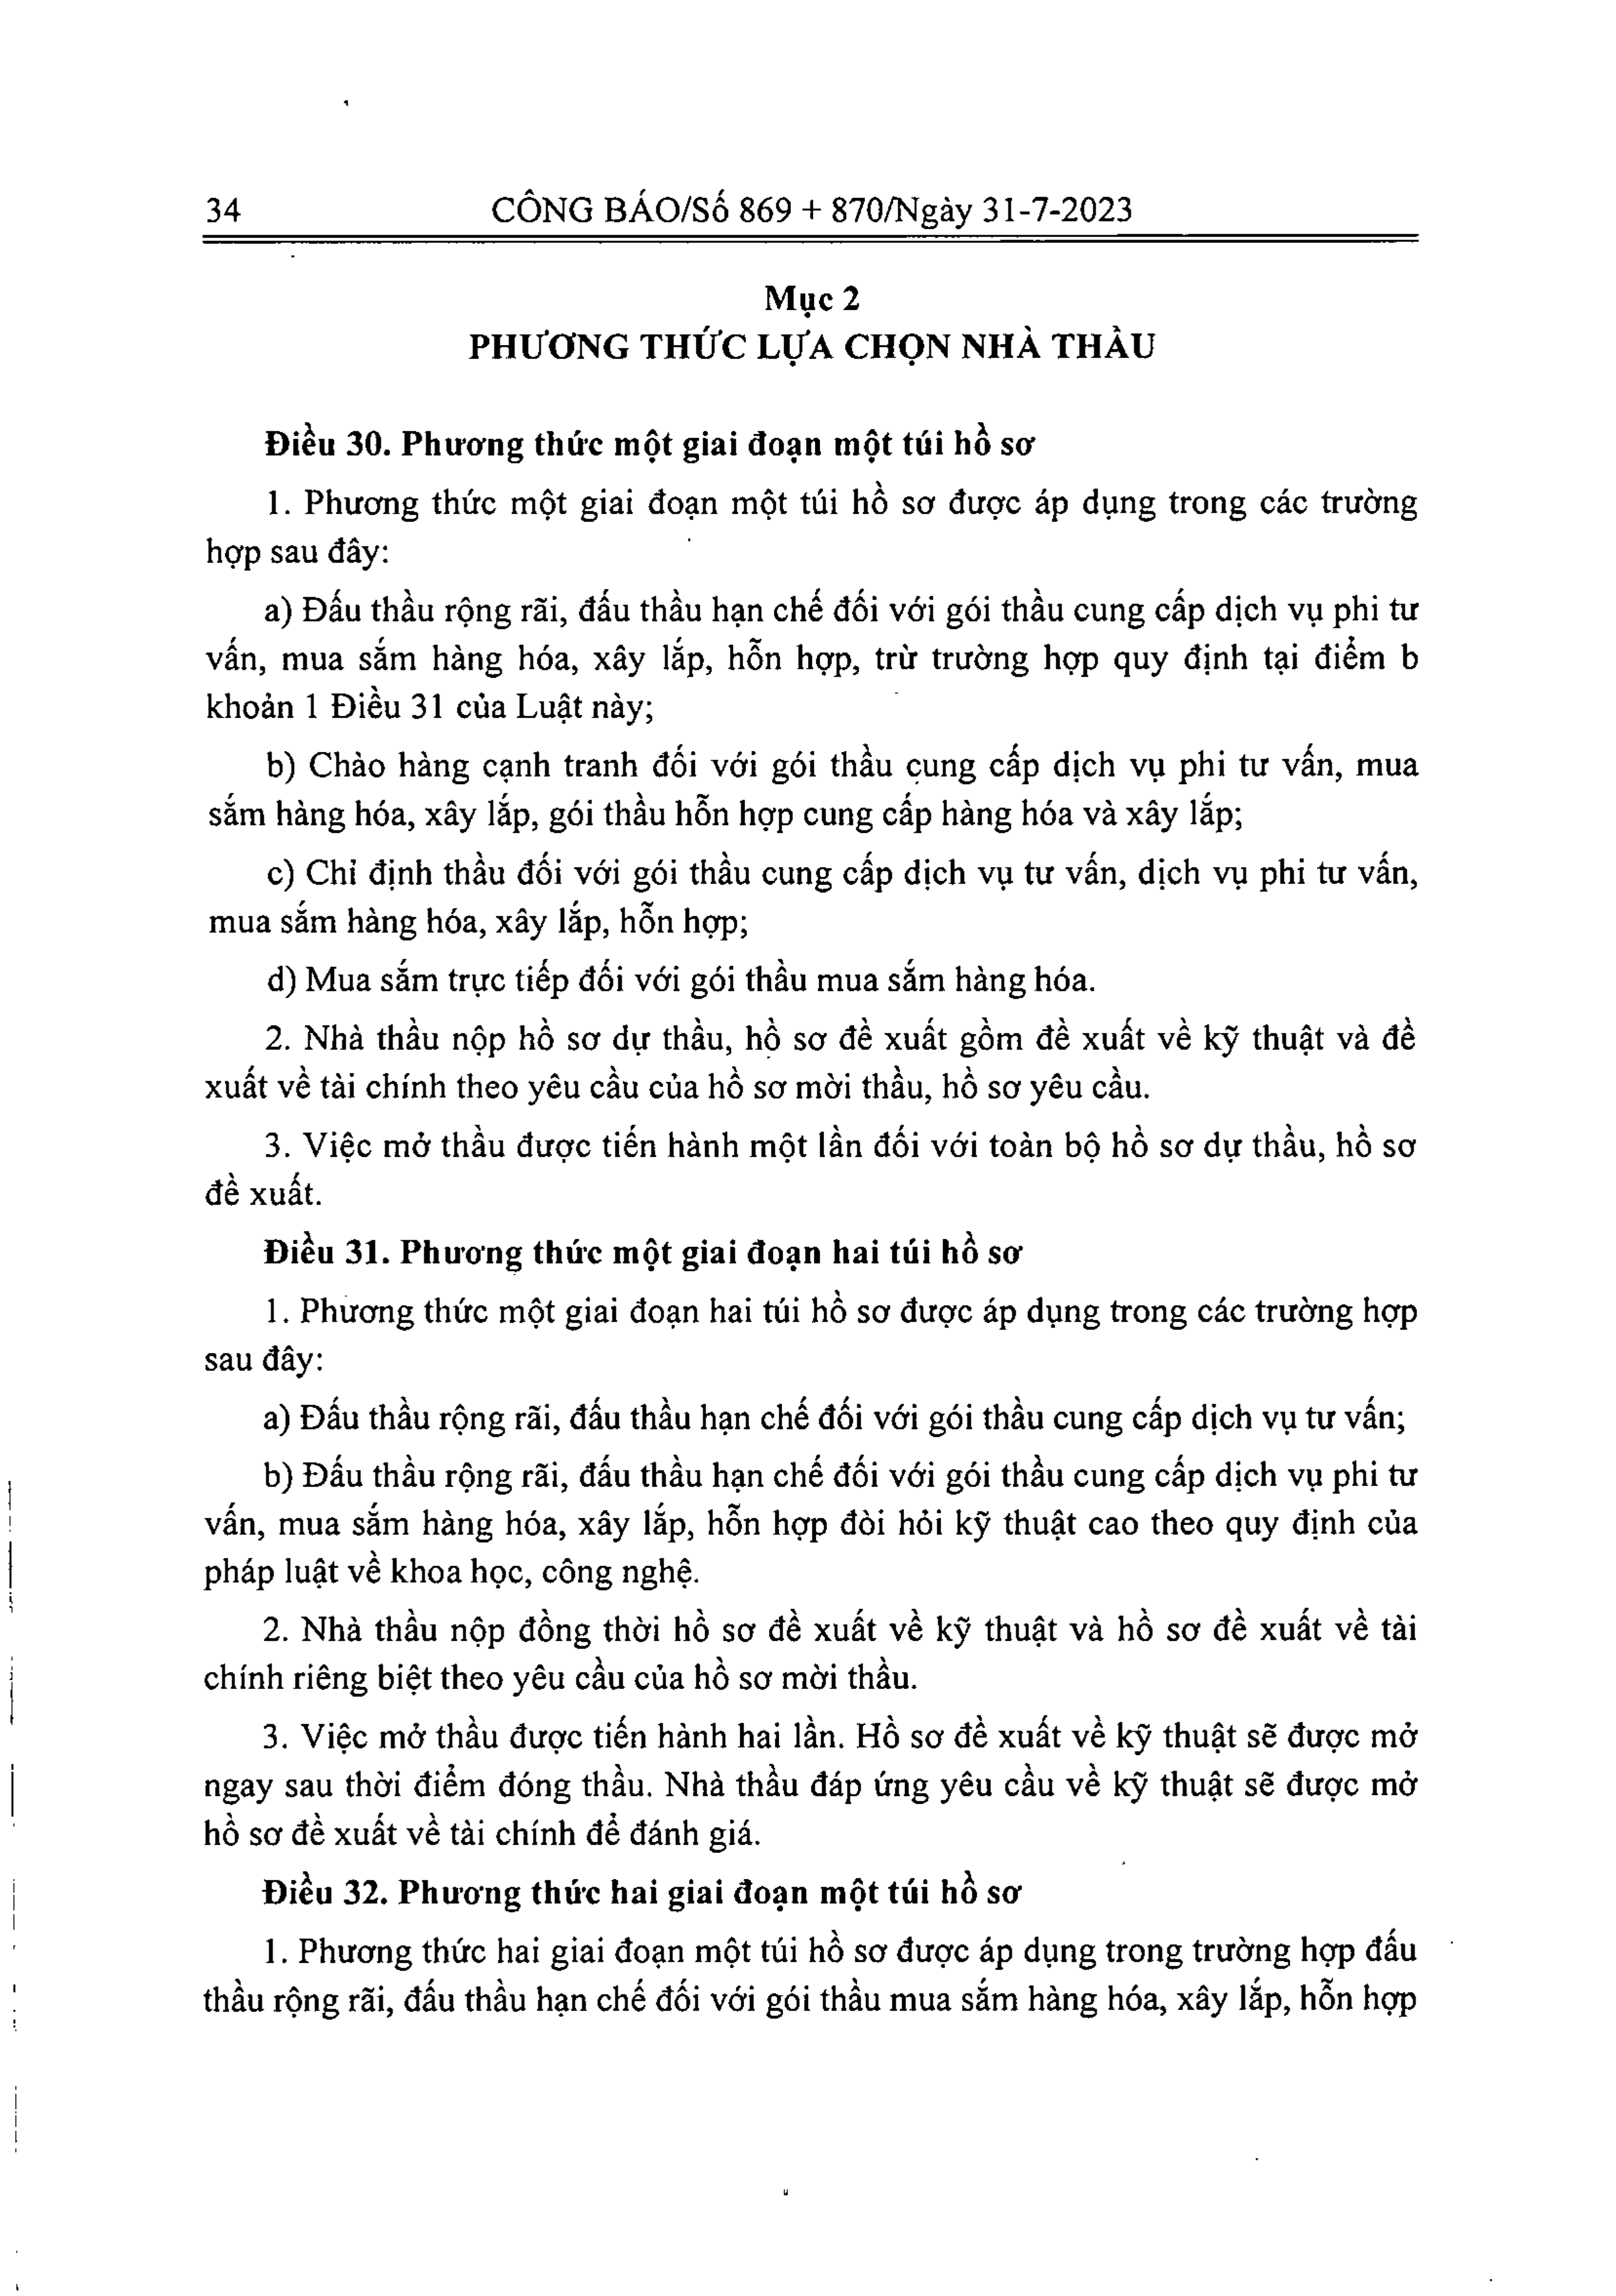 34 CÔNG BÁO/Số 869 + 870/Ngày 31-7-2023
Mục 2
PHƯƠNG THỨC LỰA CHỌN NHÀ THẦU
Điều 30. Phương thức một giai đoạn một túi hồ sơ
1. Phương thức một giai đoạn một túi hồ sơ được áp dụng trong các trường
hợp sau đây:
a) Đấu thầu rộng rãi, đấu thầu hạn chế đối với gói thầu cung cấp dịch vụ phi tư
vấn, mua sắm hàng hóa, xây lắp, hỗn hợp, trừ trường hợp quy định tại điểm b
khoản 1 Điều 31 của Luật này;
b) Chào hàng cạnh tranh đối với gói thầu cung cấp dịch vụ phi tư vấn, mua
sắm hàng hóa, xây lắp, gói thầu hỗn hợp cung cấp hàng hóa và xây lắp;
c) Chỉ định thầu đối với gói thầu cung cấp dịch vụ tư vấn, dịch vụ phi tư vấn,
mua sắm hàng hóa, xây lắp, hỗn hợp;
d) Mua sắm trực tiếp đối với gói thầu mua sắm hàng hóa.
2. Nhà thầu nộp hồ sơ dự thầu, hồ sơ đề xuất gồm đề xuất về kỹ thuật và đề
xuất về tài chính theo yêu cầu của hồ sơ mời thầu, hồ sơ yêu cầu.
3. Việc mở thầu được tiến hành một lần đối với toàn bộ hồ sơ dự thầu, hồ sơ
đề xuất.
Điều 31. Phương thức một giai đoạn hai túi hồ sơ
1. Phương thức một giai đoạn hai túi hồ sơ được áp dụng trong các trường hợp
sau đây:
a) Đấu thầu rộng rãi, đấu thầu hạn chế đối với gói thầu cung cấp dịch vụ tư vấn;
b) Đấu thầu rộng rãi, đấu thầu hạn chế đối với gói thầu cung cấp dịch vụ phi tư
vấn, mua sắm hàng hóa, xây lắp, hỗn hợp đòi hỏi kỹ thuật cao theo quy định của
pháp luật về khoa học, công nghệ.
2. Nhà thầu nộp đồng thời hồ sơ đề xuất về kỹ thuật và hồ sơ đề xuất về tài
chính riêng biệt theo yêu cầu của hồ sơ mời thầu.
3. Việc mở thầu được tiến hành hai lần. Hồ sơ đề xuất về kỹ thuật sẽ được mở
ngay sau thời điểm đóng thầu. Nhà thầu đáp ứng yêu cầu về kỹ thuật sẽ được mở
hồ sơ đề xuất về tài chính để đánh giá.
Điều 32. Phương thức hai giai đoạn một túi hồ sơ
1. Phương thức hai giai đoạn một túi hồ sơ được áp dụng trong trường hợp đấu
thầu rộng rãi, đấu thầu hạn chế đối với gói thầu mua sắm hàng hóa, xây lắp, hỗn hợp